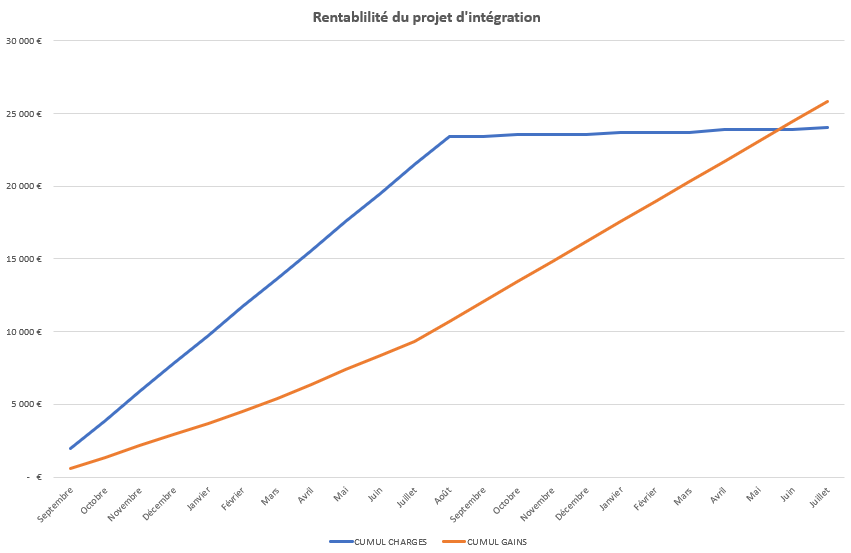 Rentablilité du projet d'intégration
30 000 €
25 000 €
20 000 €
15 000 €
10 000 €
5 000 €
- €
Septembre
Octobre
Novembre
Décembre
Janvier
Février
Mars
Avril
Mai
Juin
Juillet
Août
Septembre
Octobre
Novembre
Décembre
Janvier
Février
Mars
Avril
Mai
Juin
Juillet
CUMUL CHARGES
CUMUL GAINS